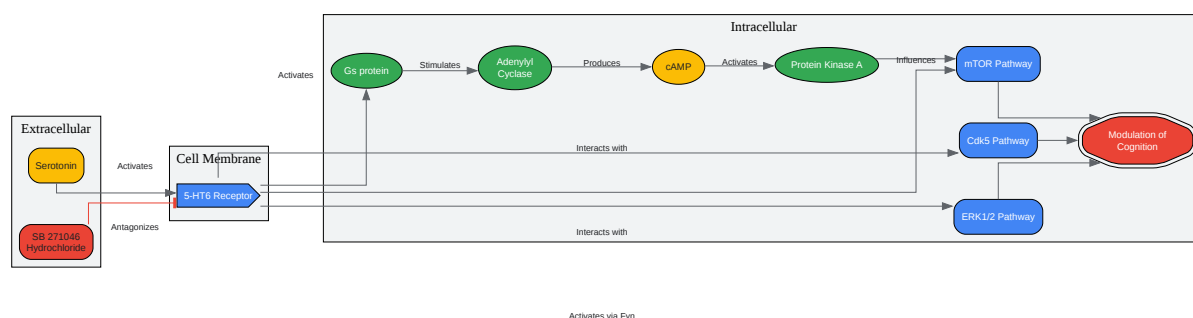 Intracellular
Gs protein
Stimulates
Adenylyl
Cyclase
Produces
cAMP
Activates
Protein Kinase A
Influences
mTOR Pathway
Activates
Extracellular
Serotonin
Activates
Cell Membrane
5-HT6 Receptor
Interacts with
Cdk5 Pathway
Modulation of
Cognition
SB 271046
Hydrochloride
Antagonizes
Interacts with
ERK1/2 Pathway
Activates via Fyn